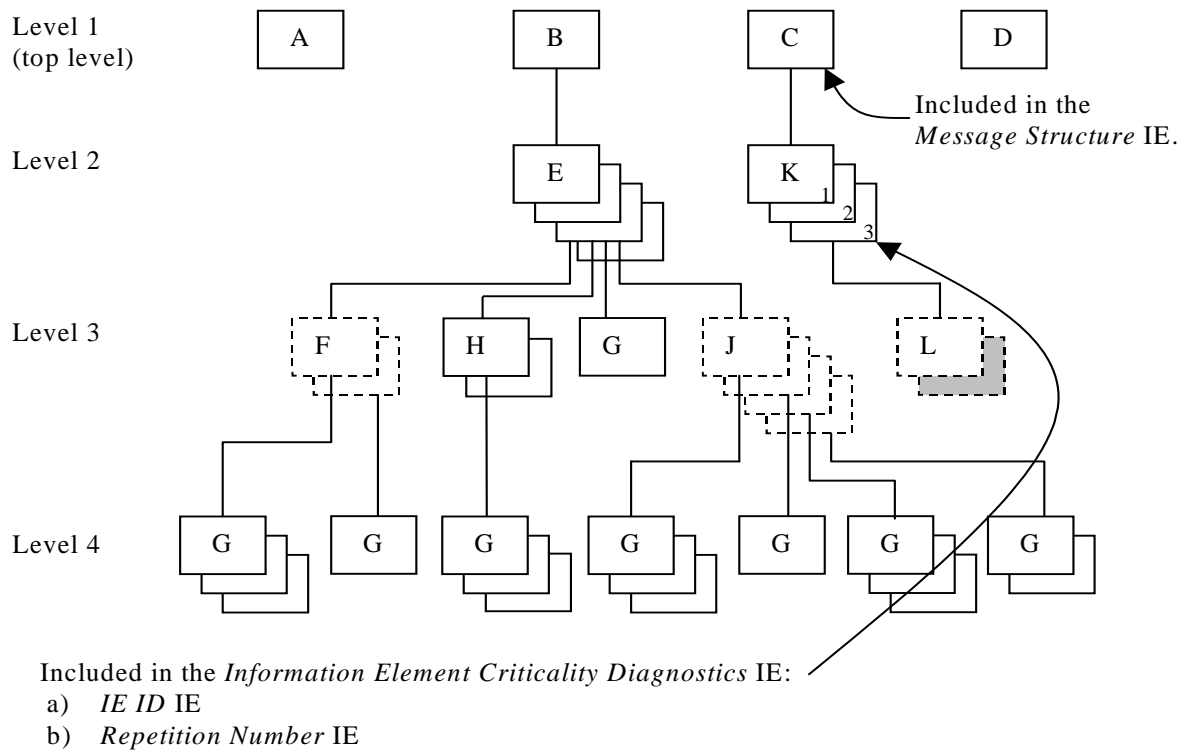 Level 1
(top level)
A
B
C
D
Included in the
Message Structure IE.
Level 2
E
K
1
2
3
Level 3
F
H
G
J
L
Level 4
G
G
G
G
G
G
G
Included in the Information Element Criticality Diagnostics IE:
a) IE ID IE
b) Repetition Number IE